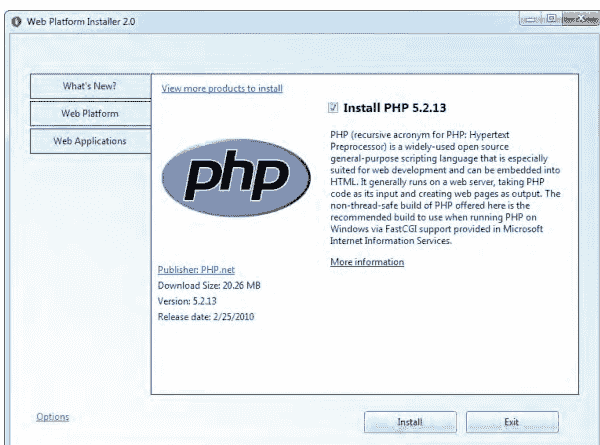 Web Platform Installer 2.0
What's New?
Web Platform
Web Applications
View more products to install
php
Publisher: PHP.net
Download Size: 20.26 MB
Version: 5.2.13
Release date: 2/25/2010
Install PHP 5.2.13
PHP (recursive acronym for PHP: Hypertext
Preprocessor) is a widely-used open source
general-purpose scripting language that is especially
suited for web development and can be embedded into
HTML. It generally runs on a web server, taking PHP
code as its input and creating web pages as output. The
non-thread-safe build of PHP offered here is the
recommended build to use when running PHP on
Windows via FastCGI support provided in Microsoft
Internet Information Services.
More information
Options
Install
Exit